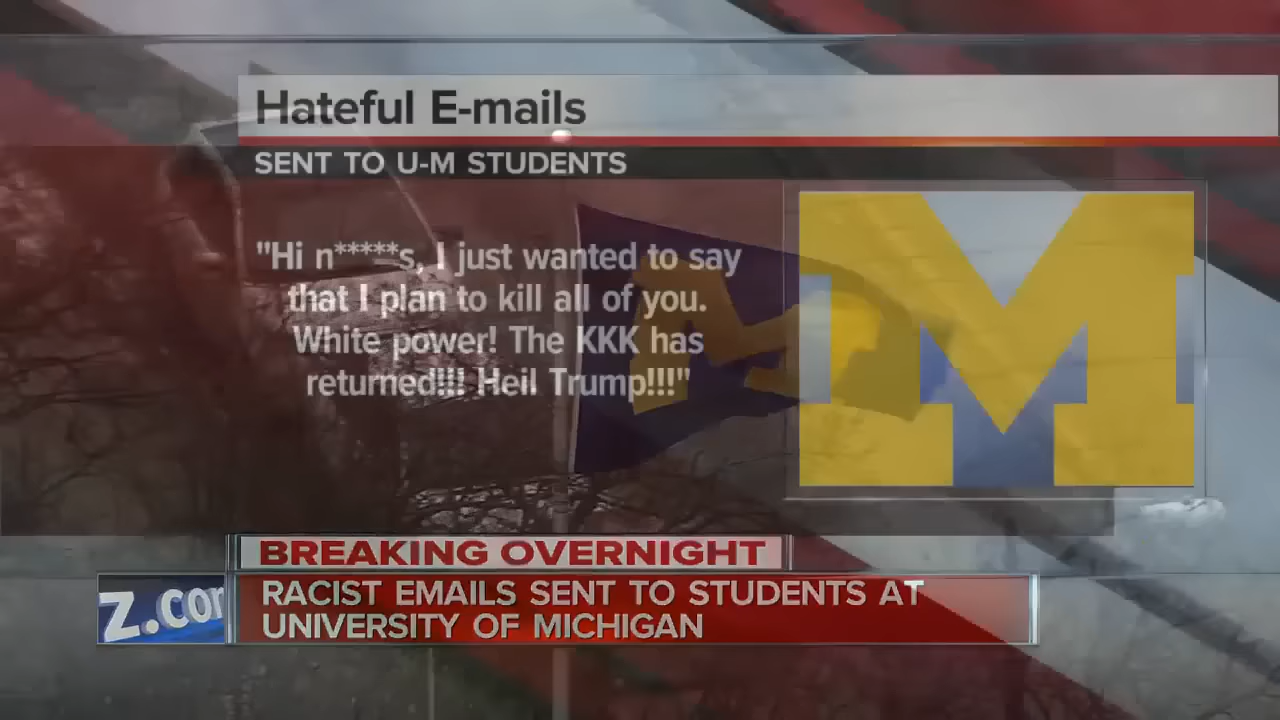 Hateful E-mails
SENT TO U-M STUDENTS
"Hi n*****s, I just wanted to say
that I plan to kill all of you.
White power! The KKK has
returned!!! Heil Trump!!!"
M
M
BREAKING OVERNIGHT
Z.com
RACIST EMAILS SENT TO STUDENTS AT
UNIVERSITY OF MICHIGAN